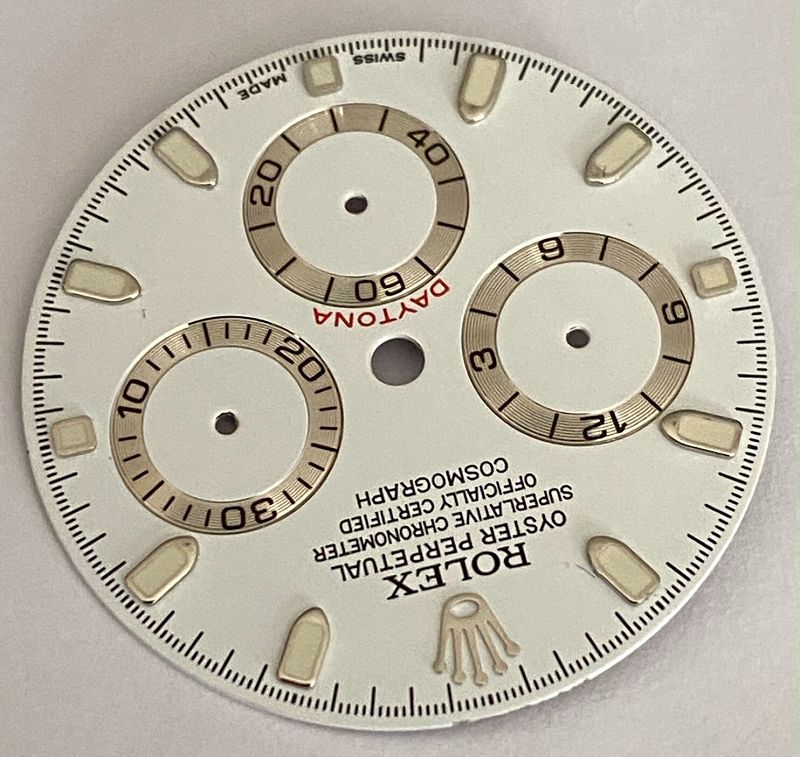 ROLEX
OYSTER PERPETUAL
SUPERLATIVE CHRONOMETER
OFFICIALLY CERTIFIED
COSMOGRAPH
12
3
6
9
30
10
20
DAYTONA
60
20
40
SWISS MADE